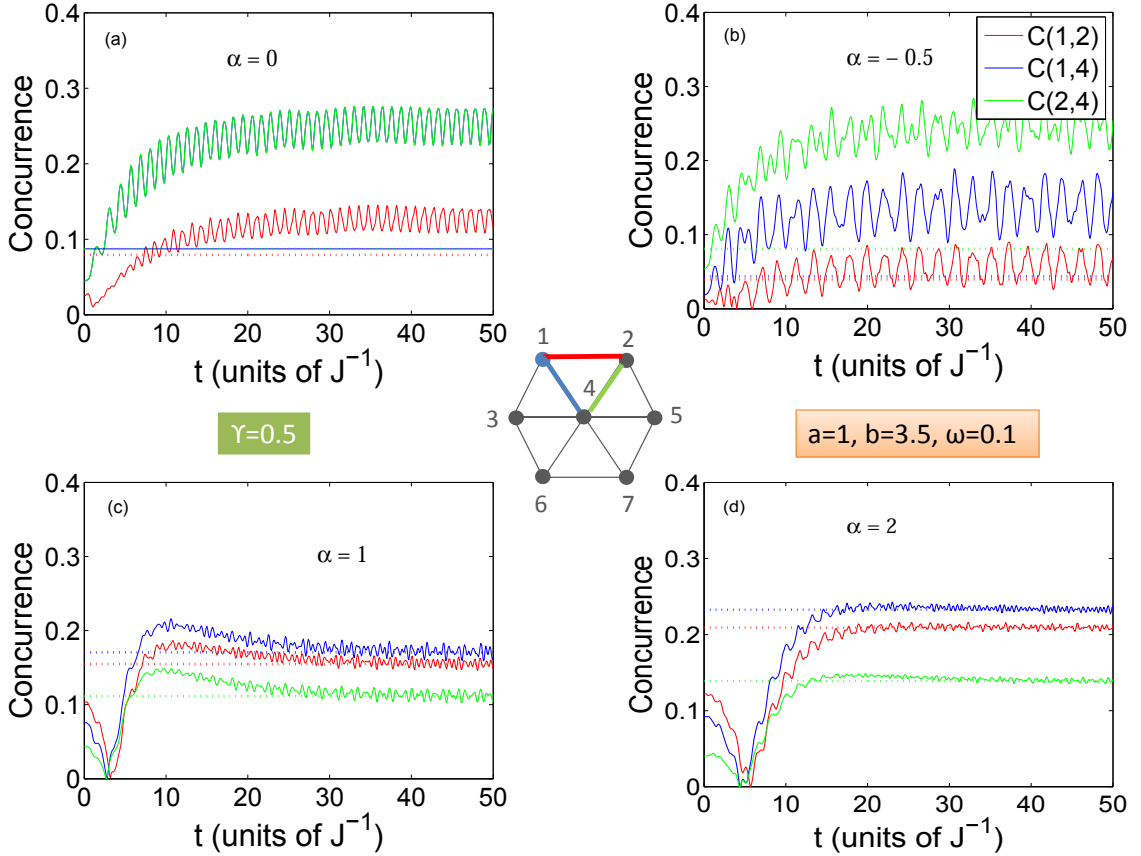 (a)
α = 0
0.4
0.3
0.2
0.1
0
Concurrence
0 10 20 30 40 50
t (units of J⁻¹)
(b)
α = − 0.5
C(1,2)
C(1,4)
C(2,4)
0.4
0.3
0.2
0.1
0
Concurrence
0 10 20 30 40 50
t (units of J⁻¹)
1 2
4
3 5
6 7
ϒ=0.5
a=1, b=3.5, ω=0.1
(c)
α = 1
0.4
0.3
0.2
0.1
0
Concurrence
0 10 20 30 40 50
t (units of J⁻¹)
(d)
α = 2
0.4
0.3
0.2
0.1
0
Concurrence
0 10 20 30 40 50
t (units of J⁻¹)